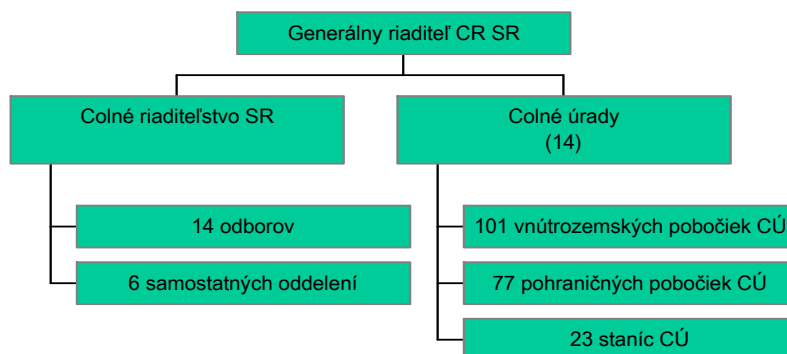 Generálny riaditeľ CR SR
Colné riaditeľstvo SR
Colné úrady
(14)
14 odborov
6 samostatných oddelení
101 vnútrozemských pobočiek CÚ
77 pohraničných pobočiek CÚ
23 staníc CÚ